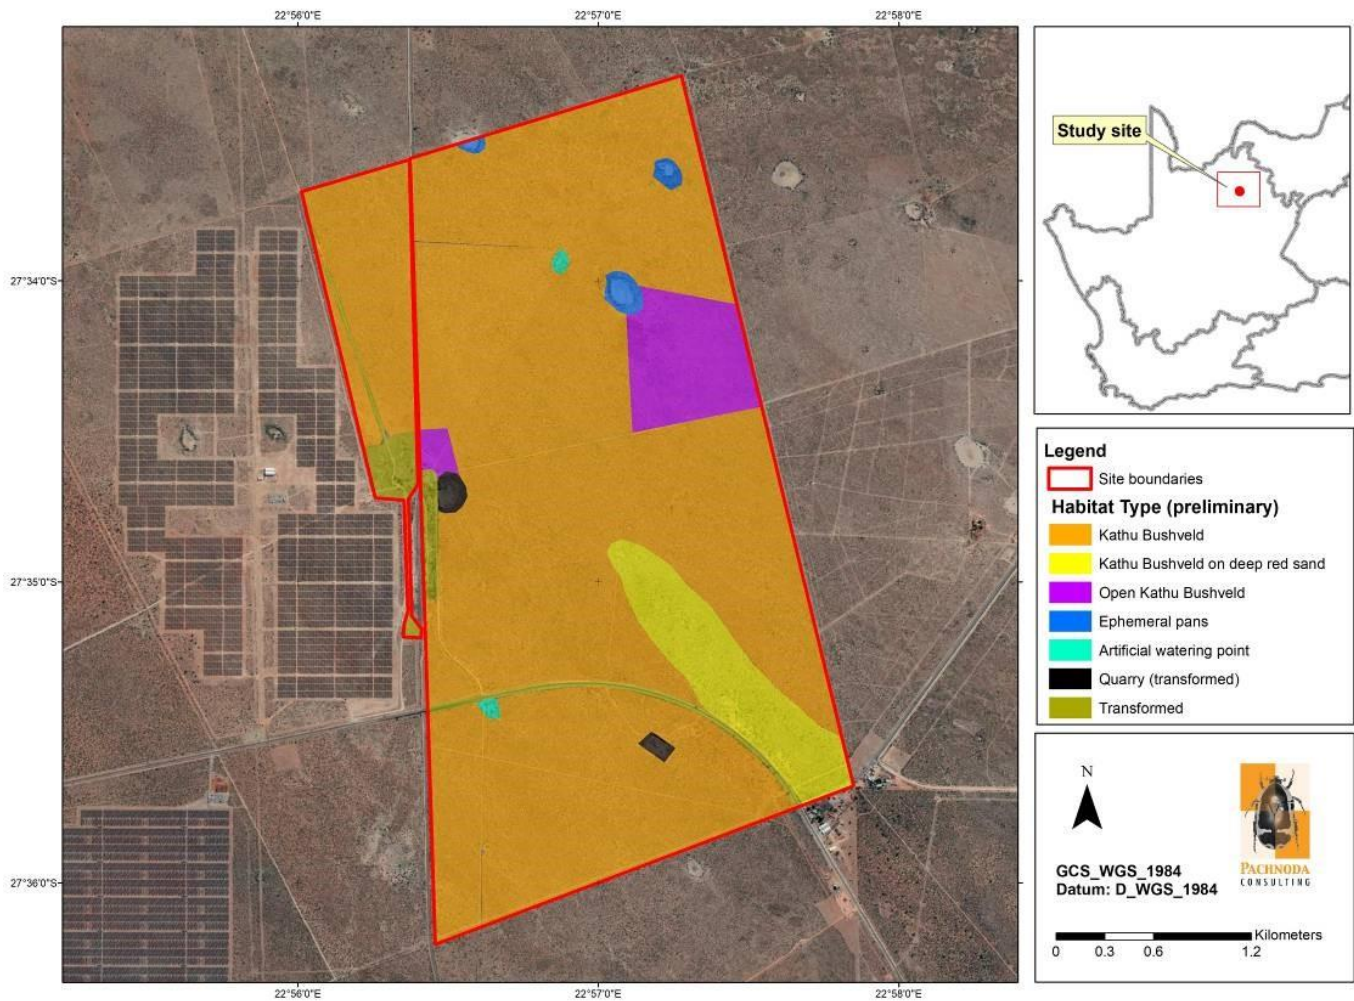 22°56'0"E
22°57'0"E
22°58'0"E
27°34'0"S
27°35'0"S
27°36'0"S
22°56'0"E
22°57'0"E
22°58'0"E
Study site
Legend
Site boundaries
Habitat Type (preliminary)
Kathu Bushveld
Kathu Bushveld on deep red sand
Open Kathu Bushveld
Ephemeral pans
Artificial watering point
Quarry (transformed)
Transformed
N
GCS_WGS_1984
Datum: D_WGS_1984
PACHNODA
CONSULTING
Kilometers
0 0.3 0.6 1.2